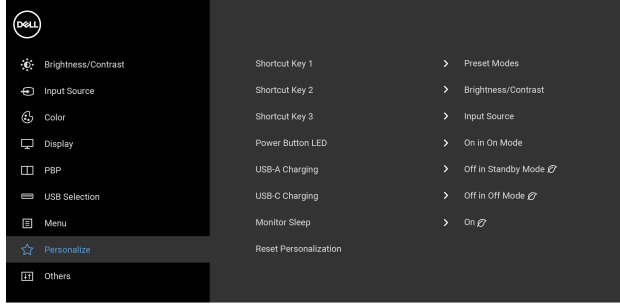 DELL
Brightness/Contrast
Input Source
Color
Display
PBP
USB Selection
Menu
Personalize
Others
Shortcut Key 1 Preset Modes
Shortcut Key 2 Brightness/Contrast
Shortcut Key 3 Input Source
Power Button LED On in On Mode
USB-A Charging Off in Standby Mode
USB-C Charging Off in Off Mode
Monitor Sleep On
Reset Personalization